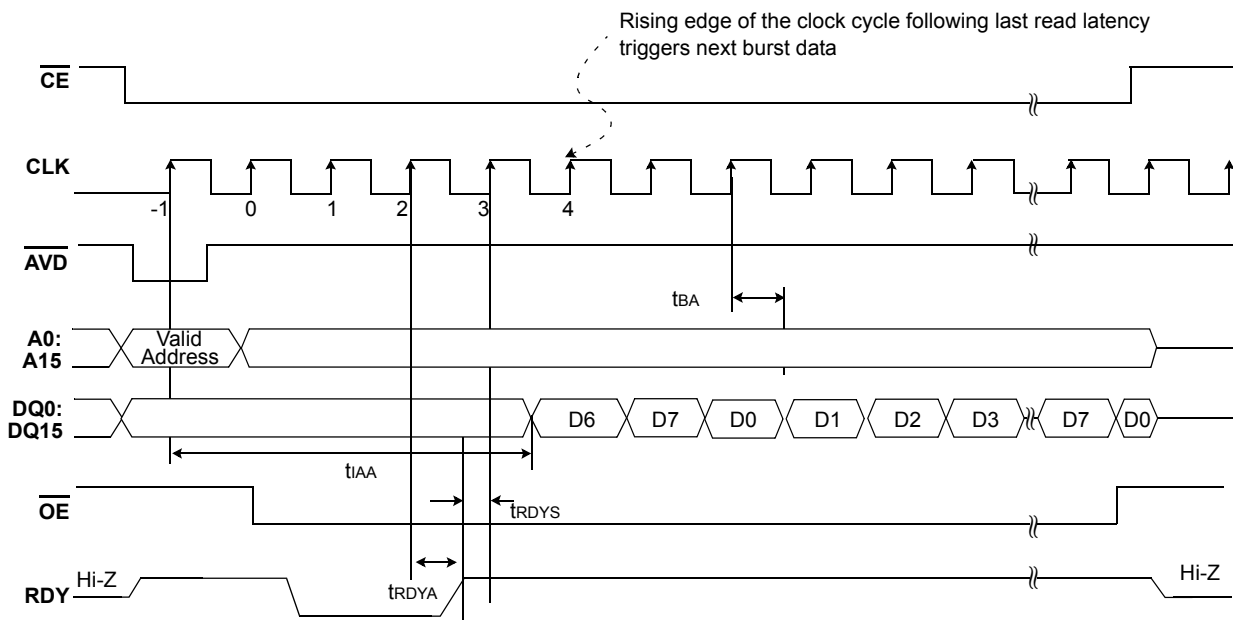 Rising edge of the clock cycle following last read latency
triggers next burst data
CE
CLK
-1 0 1 2 3 4
AVD
tBA
A0:
A15
Valid
Address
DQ0:
DQ15
D6 D7 D0 D1 D2 D3 D7 D0
tIAA
OE
tRDYS
Hi-Z
RDY
tRDYA
Hi-Z